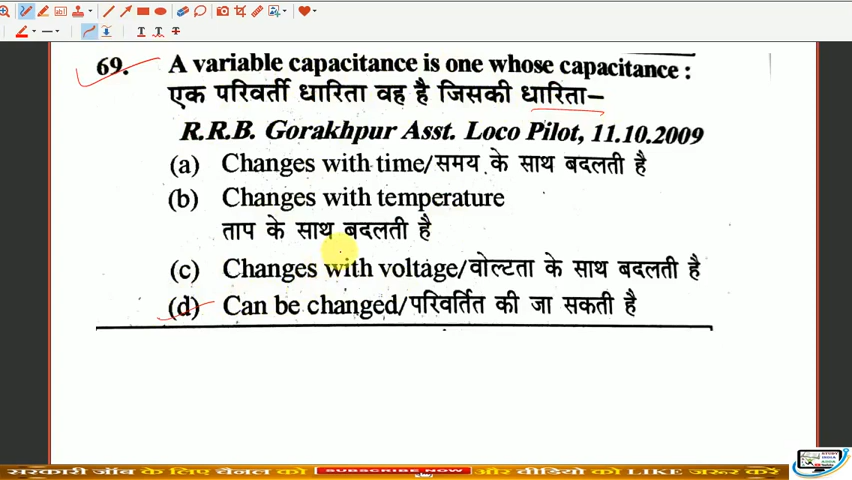 69. A variable capacitance is one whose capacitance :
एक परिवर्ती धारिता वह है जिसकी धारिता–
R.R.B. Gorakhpur Asst. Loco Pilot, 11.10.2009
(a) Changes with time/समय के साथ बदलती है
(b) Changes with temperature
ताप के साथ बदलती है
(c) Changes with voltage/वोल्टता के साथ बदलती है
(d) Can be changed/परिवर्तित की जा सकती है
सरकारी जॉब के लिए चैनल को SUBSCRIBE NOW और वीडियो को LIKE जरूर करें